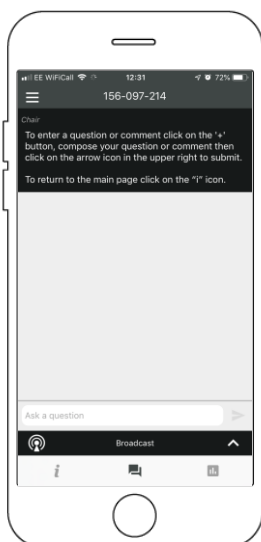 EE WiFiCall 12:31 72%
156-097-214
Chair
To enter a question or comment click on the '+'
button, compose your question or comment then
click on the arrow icon in the upper right to submit.
To return to the main page click on the "i" icon.
Ask a question
Broadcast
i